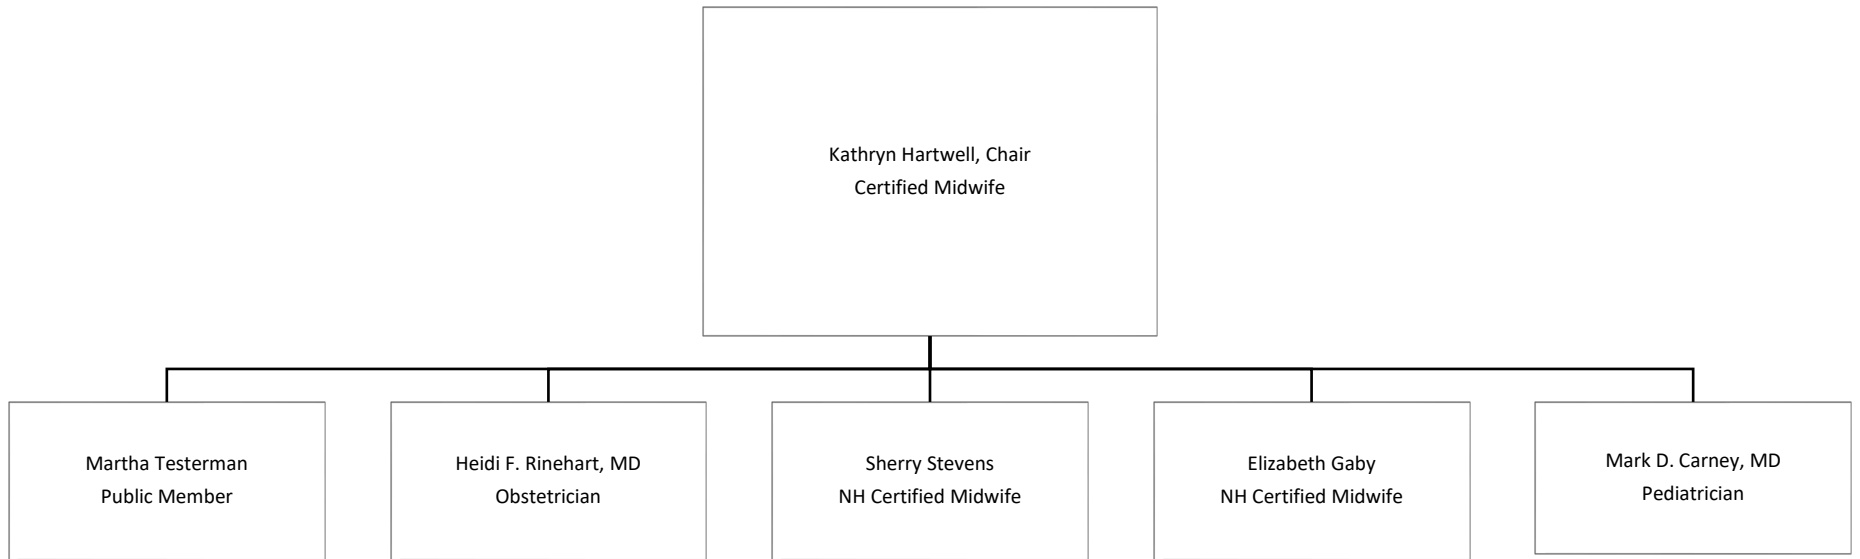 Kathryn Hartwell, Chair
Certified Midwife
Martha Testerman
Public Member
Heidi F. Rinehart, MD
Obstetrician
Sherry Stevens
NH Certified Midwife
Elizabeth Gaby
NH Certified Midwife
Mark D. Carney, MD
Pediatrician